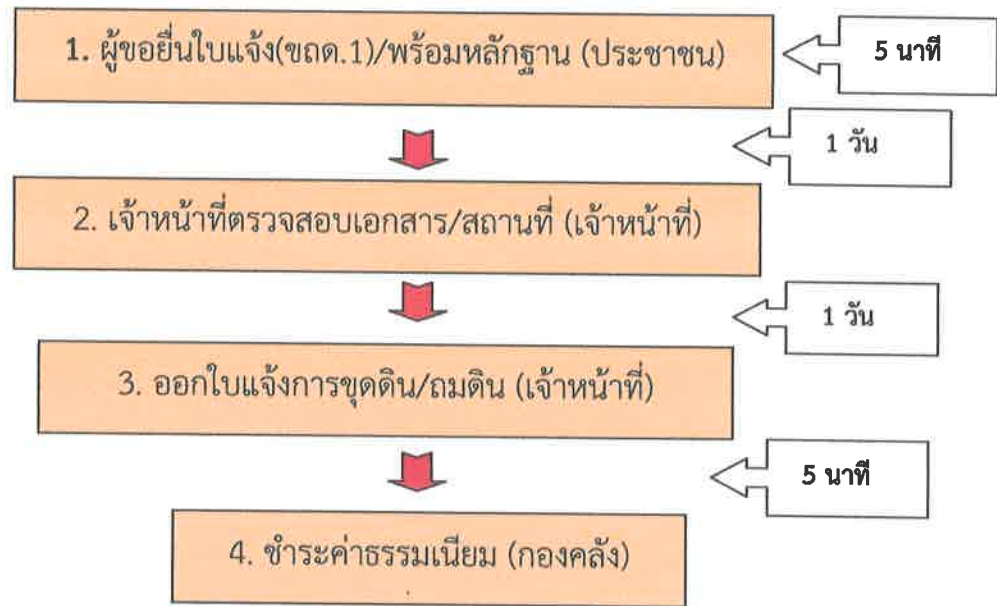 1. ผู้ขอยื่นใบแจ้ง(ขถด.1)/พร้อมหลักฐาน (ประชาชน)
5 นาที
1 วัน
2. เจ้าหน้าที่ตรวจสอบเอกสาร/สถานที่ (เจ้าหน้าที่)
1 วัน
3. ออกใบแจ้งการขุดดิน/ถมดิน (เจ้าหน้าที่)
5 นาที
4. ชำระค่าธรรมเนียม (กองคลัง)